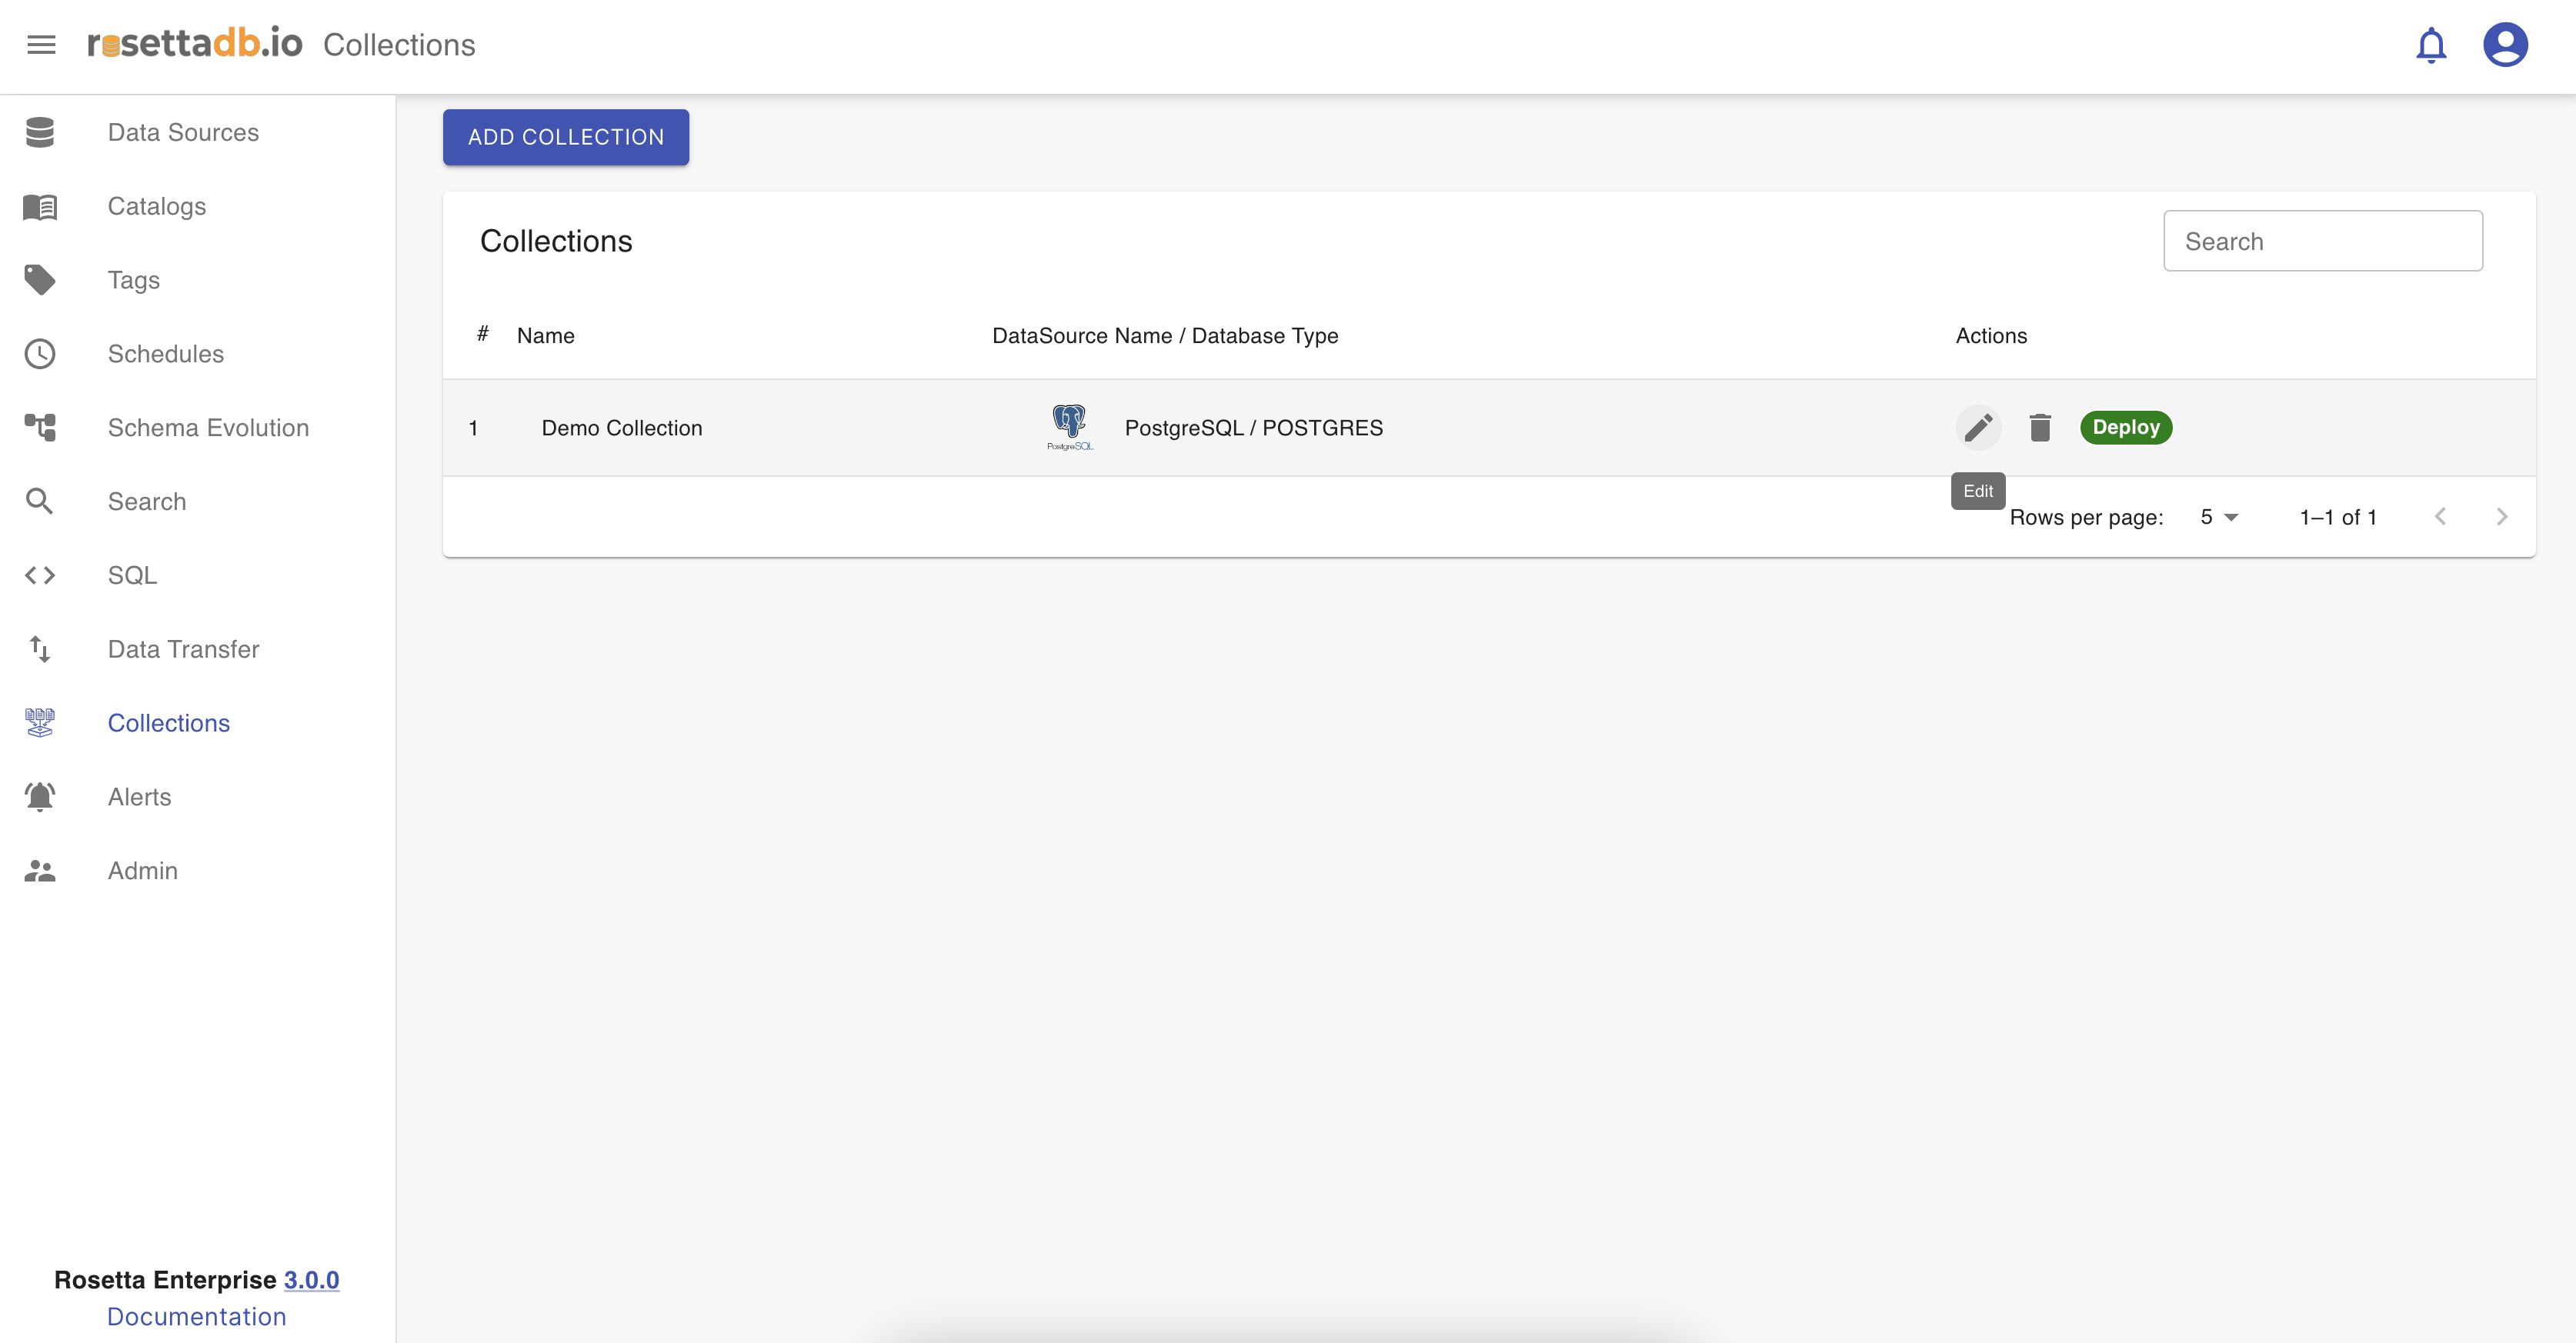 rosettadb.io Collections
Data Sources
Catalogs
Tags
Schedules
Schema Evolution
Search
SQL
Data Transfer
Collections
Alerts
Admin
Rosetta Enterprise 3.0.0
Documentation
ADD COLLECTION
Collections
Search
# Name DataSource Name / Database Type Actions
1 Demo Collection PostgreSQL PostgreSQL / POSTGRES Deploy
Edit
Rows per page: 5 1–1 of 1